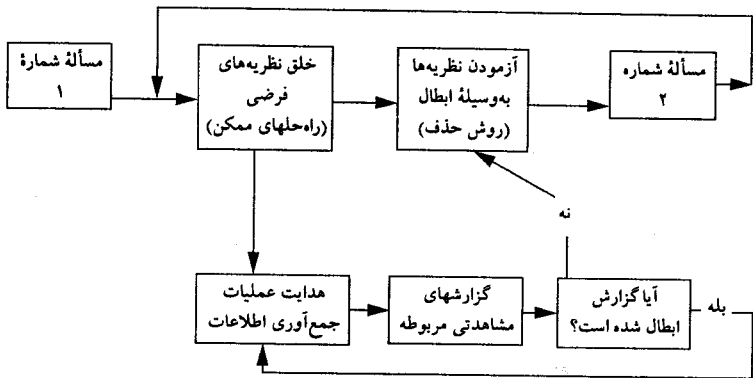 مسألهٔ شمارهٔ
۱
خلق نظریه‌های
فرضی
(راه‌حلهای ممکن)
آزمودن نظریه‌ها
به‌وسیلهٔ ابطال
(روش حذف)
مسألهٔ شماره
۲
نه
هدایت عملیات
جمع‌آوری اطلاعات
گزارشهای
مشاهدتی مربوطه
آیا گزارش
ابطال شده است؟
بله